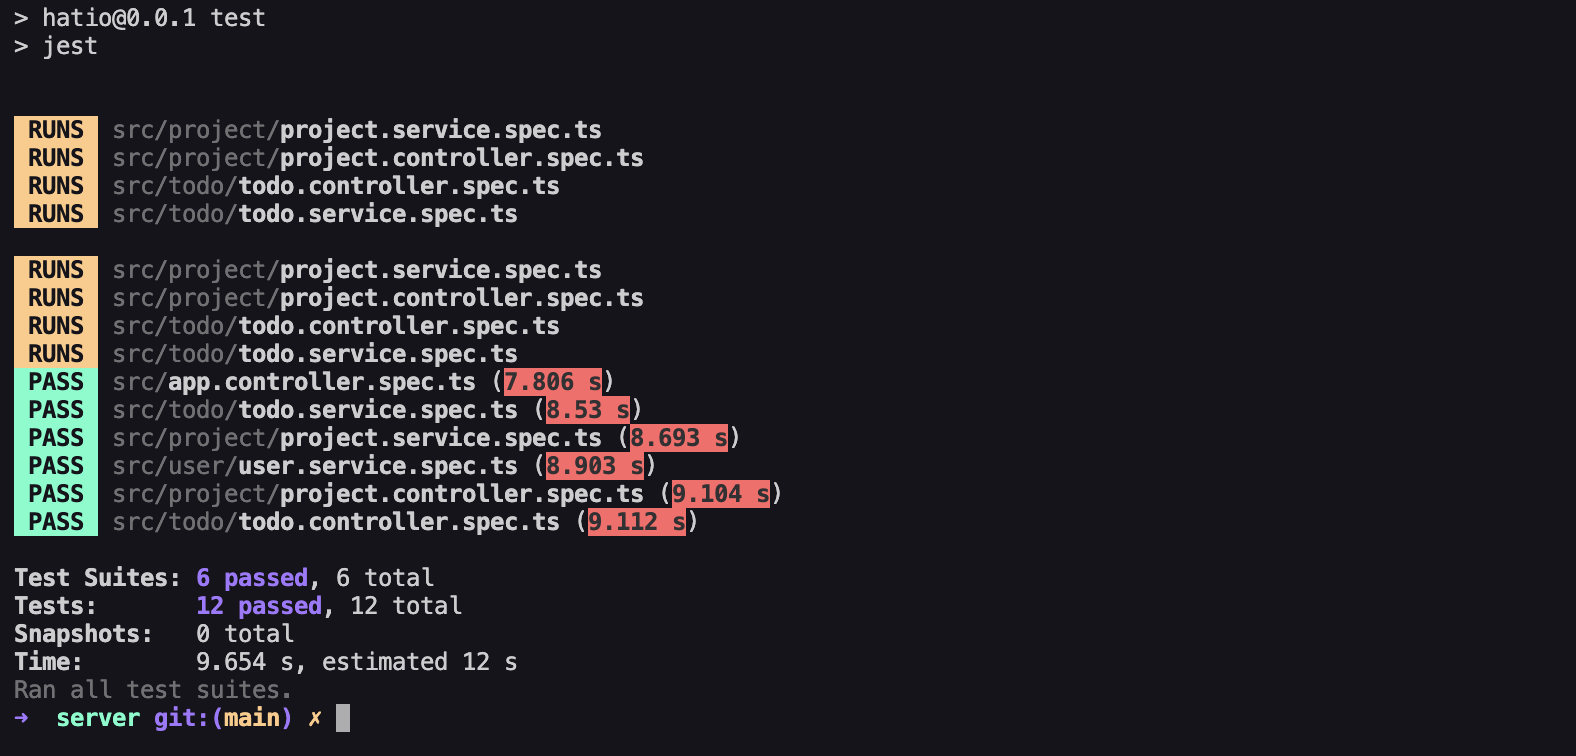 > hatio@0.0.1 test
> jest
RUNS src/project/project.service.spec.ts
RUNS src/project/project.controller.spec.ts
RUNS src/todo/todo.controller.spec.ts
RUNS src/todo/todo.service.spec.ts
RUNS src/project/project.service.spec.ts
RUNS src/project/project.controller.spec.ts
RUNS src/todo/todo.controller.spec.ts
RUNS src/todo/todo.service.spec.ts
PASS src/app.controller.spec.ts (7.806 s)
PASS src/todo/todo.service.spec.ts (8.53 s)
PASS src/project/project.service.spec.ts (8.693 s)
PASS src/user/user.service.spec.ts (8.903 s)
PASS src/project/project.controller.spec.ts (9.104 s)
PASS src/todo/todo.controller.spec.ts (9.112 s)
Test Suites: 6 passed, 6 total
Tests: 12 passed, 12 total
Snapshots: 0 total
Time: 9.654 s, estimated 12 s
Ran all test suites.
➜ server git:(main) ✗